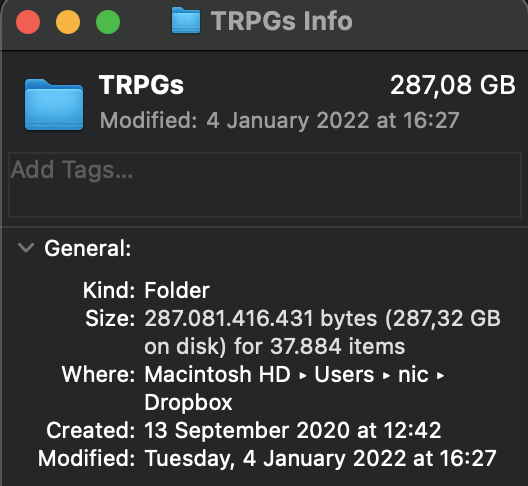 TRPGs Info
TRPGs 287,08 GB
Modified: 4 January 2022 at 16:27
Add Tags...
General:
Kind: Folder
Size: 287.081.416.431 bytes (287,32 GB
on disk) for 37.884 items
Where: Macintosh HD ▸ Users ▸ nic ▸
Dropbox
Created: 13 September 2020 at 12:42
Modified: Tuesday, 4 January 2022 at 16:27